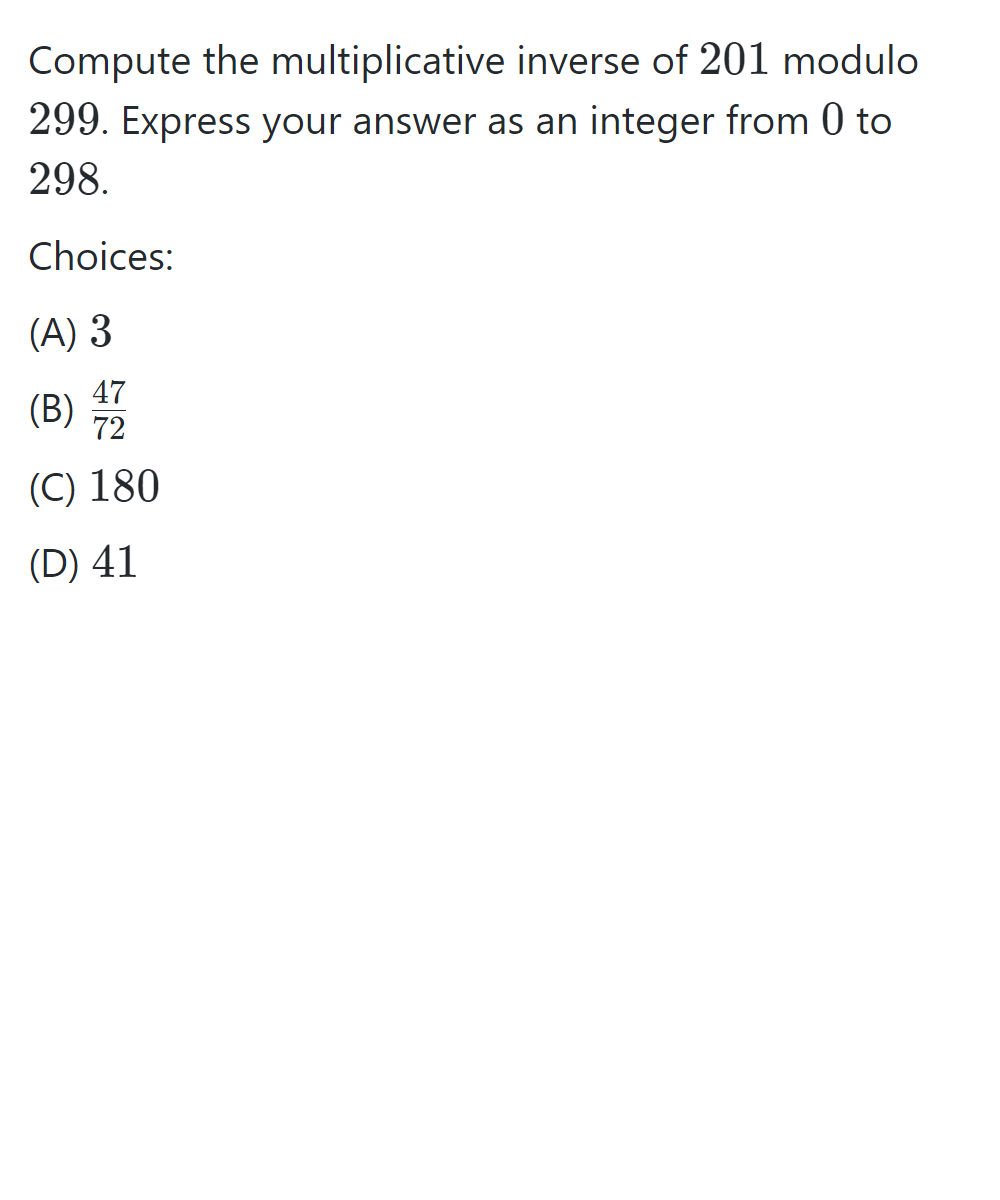 Compute the multiplicative inverse of 201 modulo
299. Express your answer as an integer from 0 to
298.
Choices:
(A) 3
(B) \frac{47}{72}
(C) 180
(D) 41